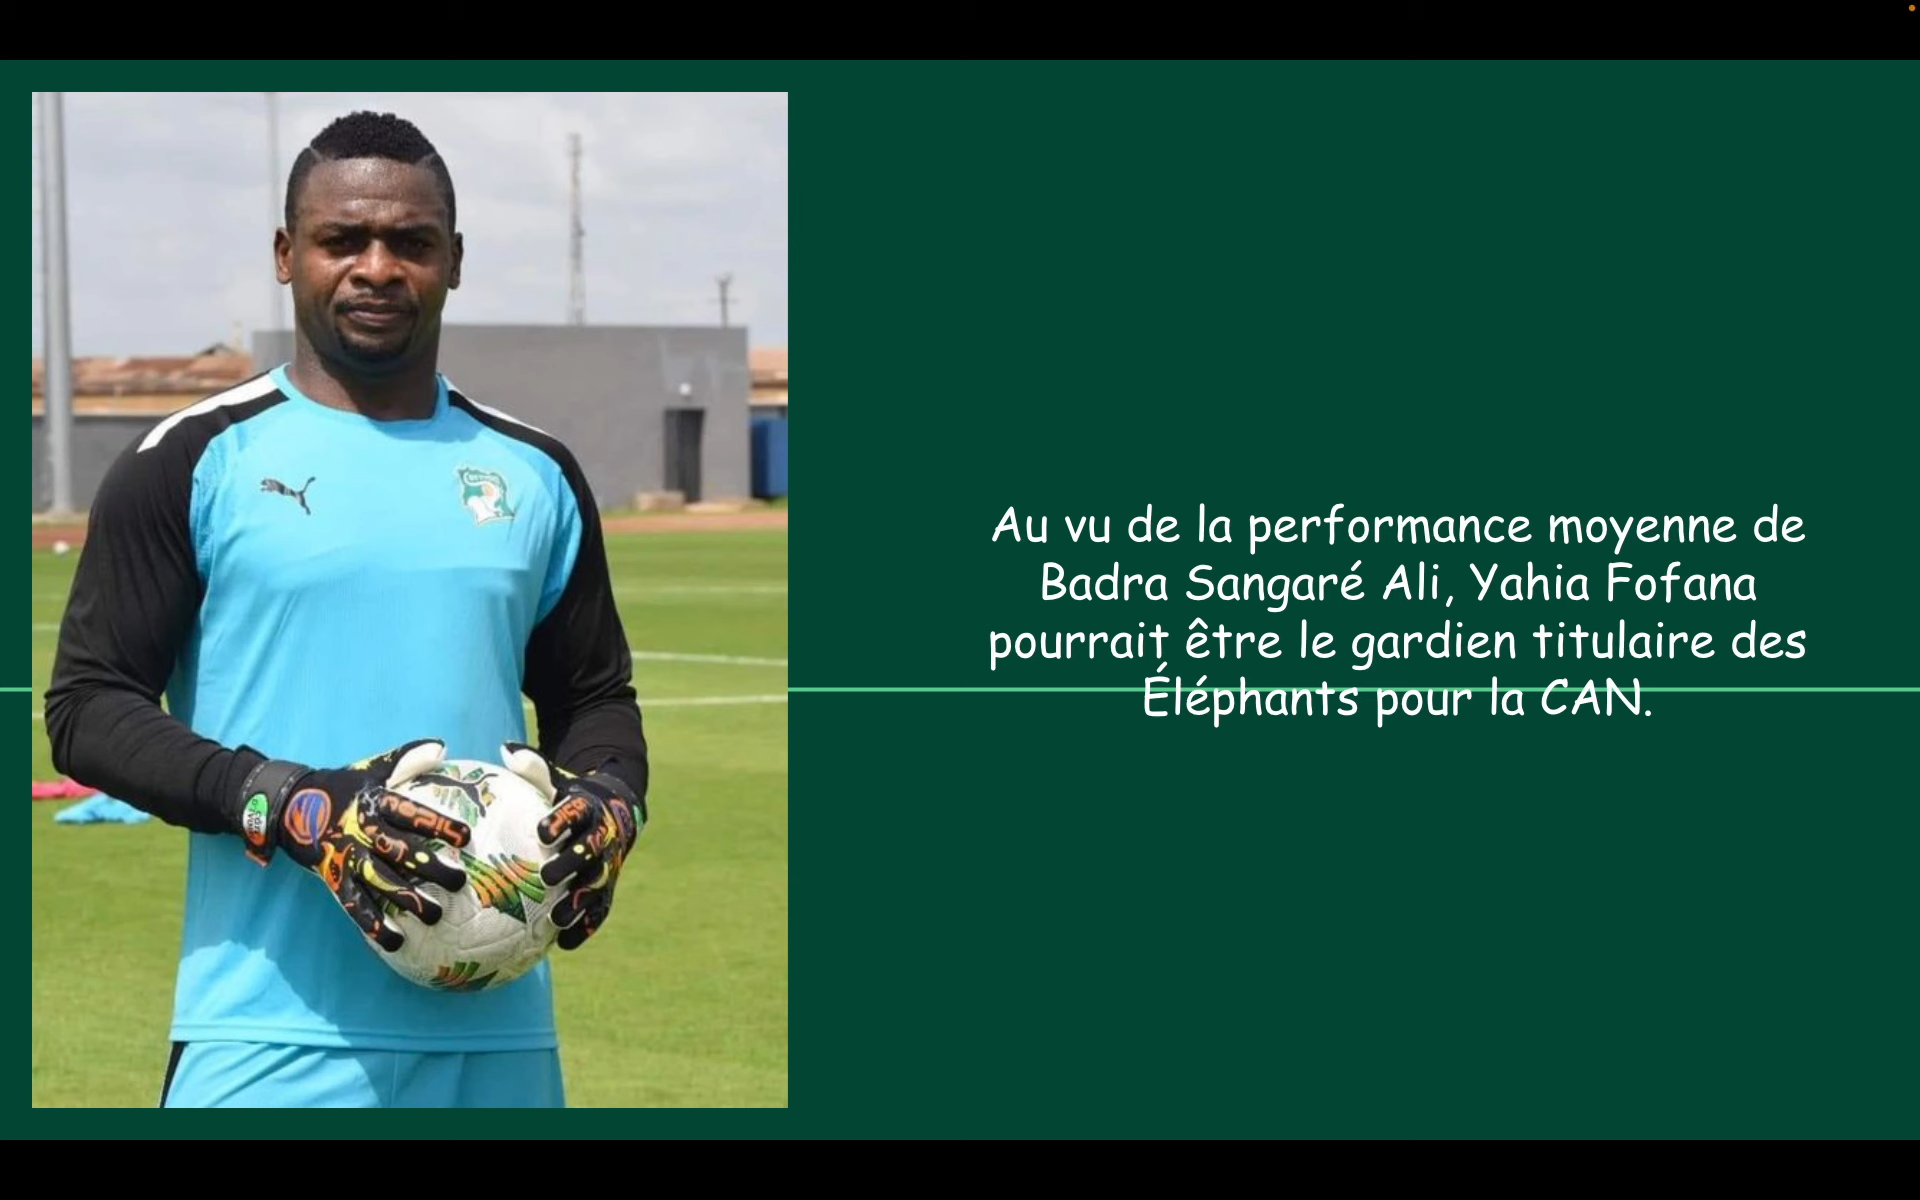 Au vu de la performance moyenne de
Badra Sangaré Ali, Yahia Fofana
pourrait être le gardien titulaire des
Éléphants pour la CAN.